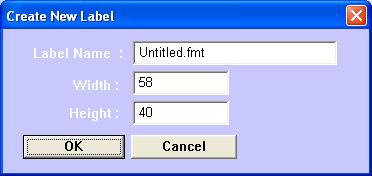 Create New Label
Label Name : Untitled.fmt
Width : 58
Height : 40
OK Cancel